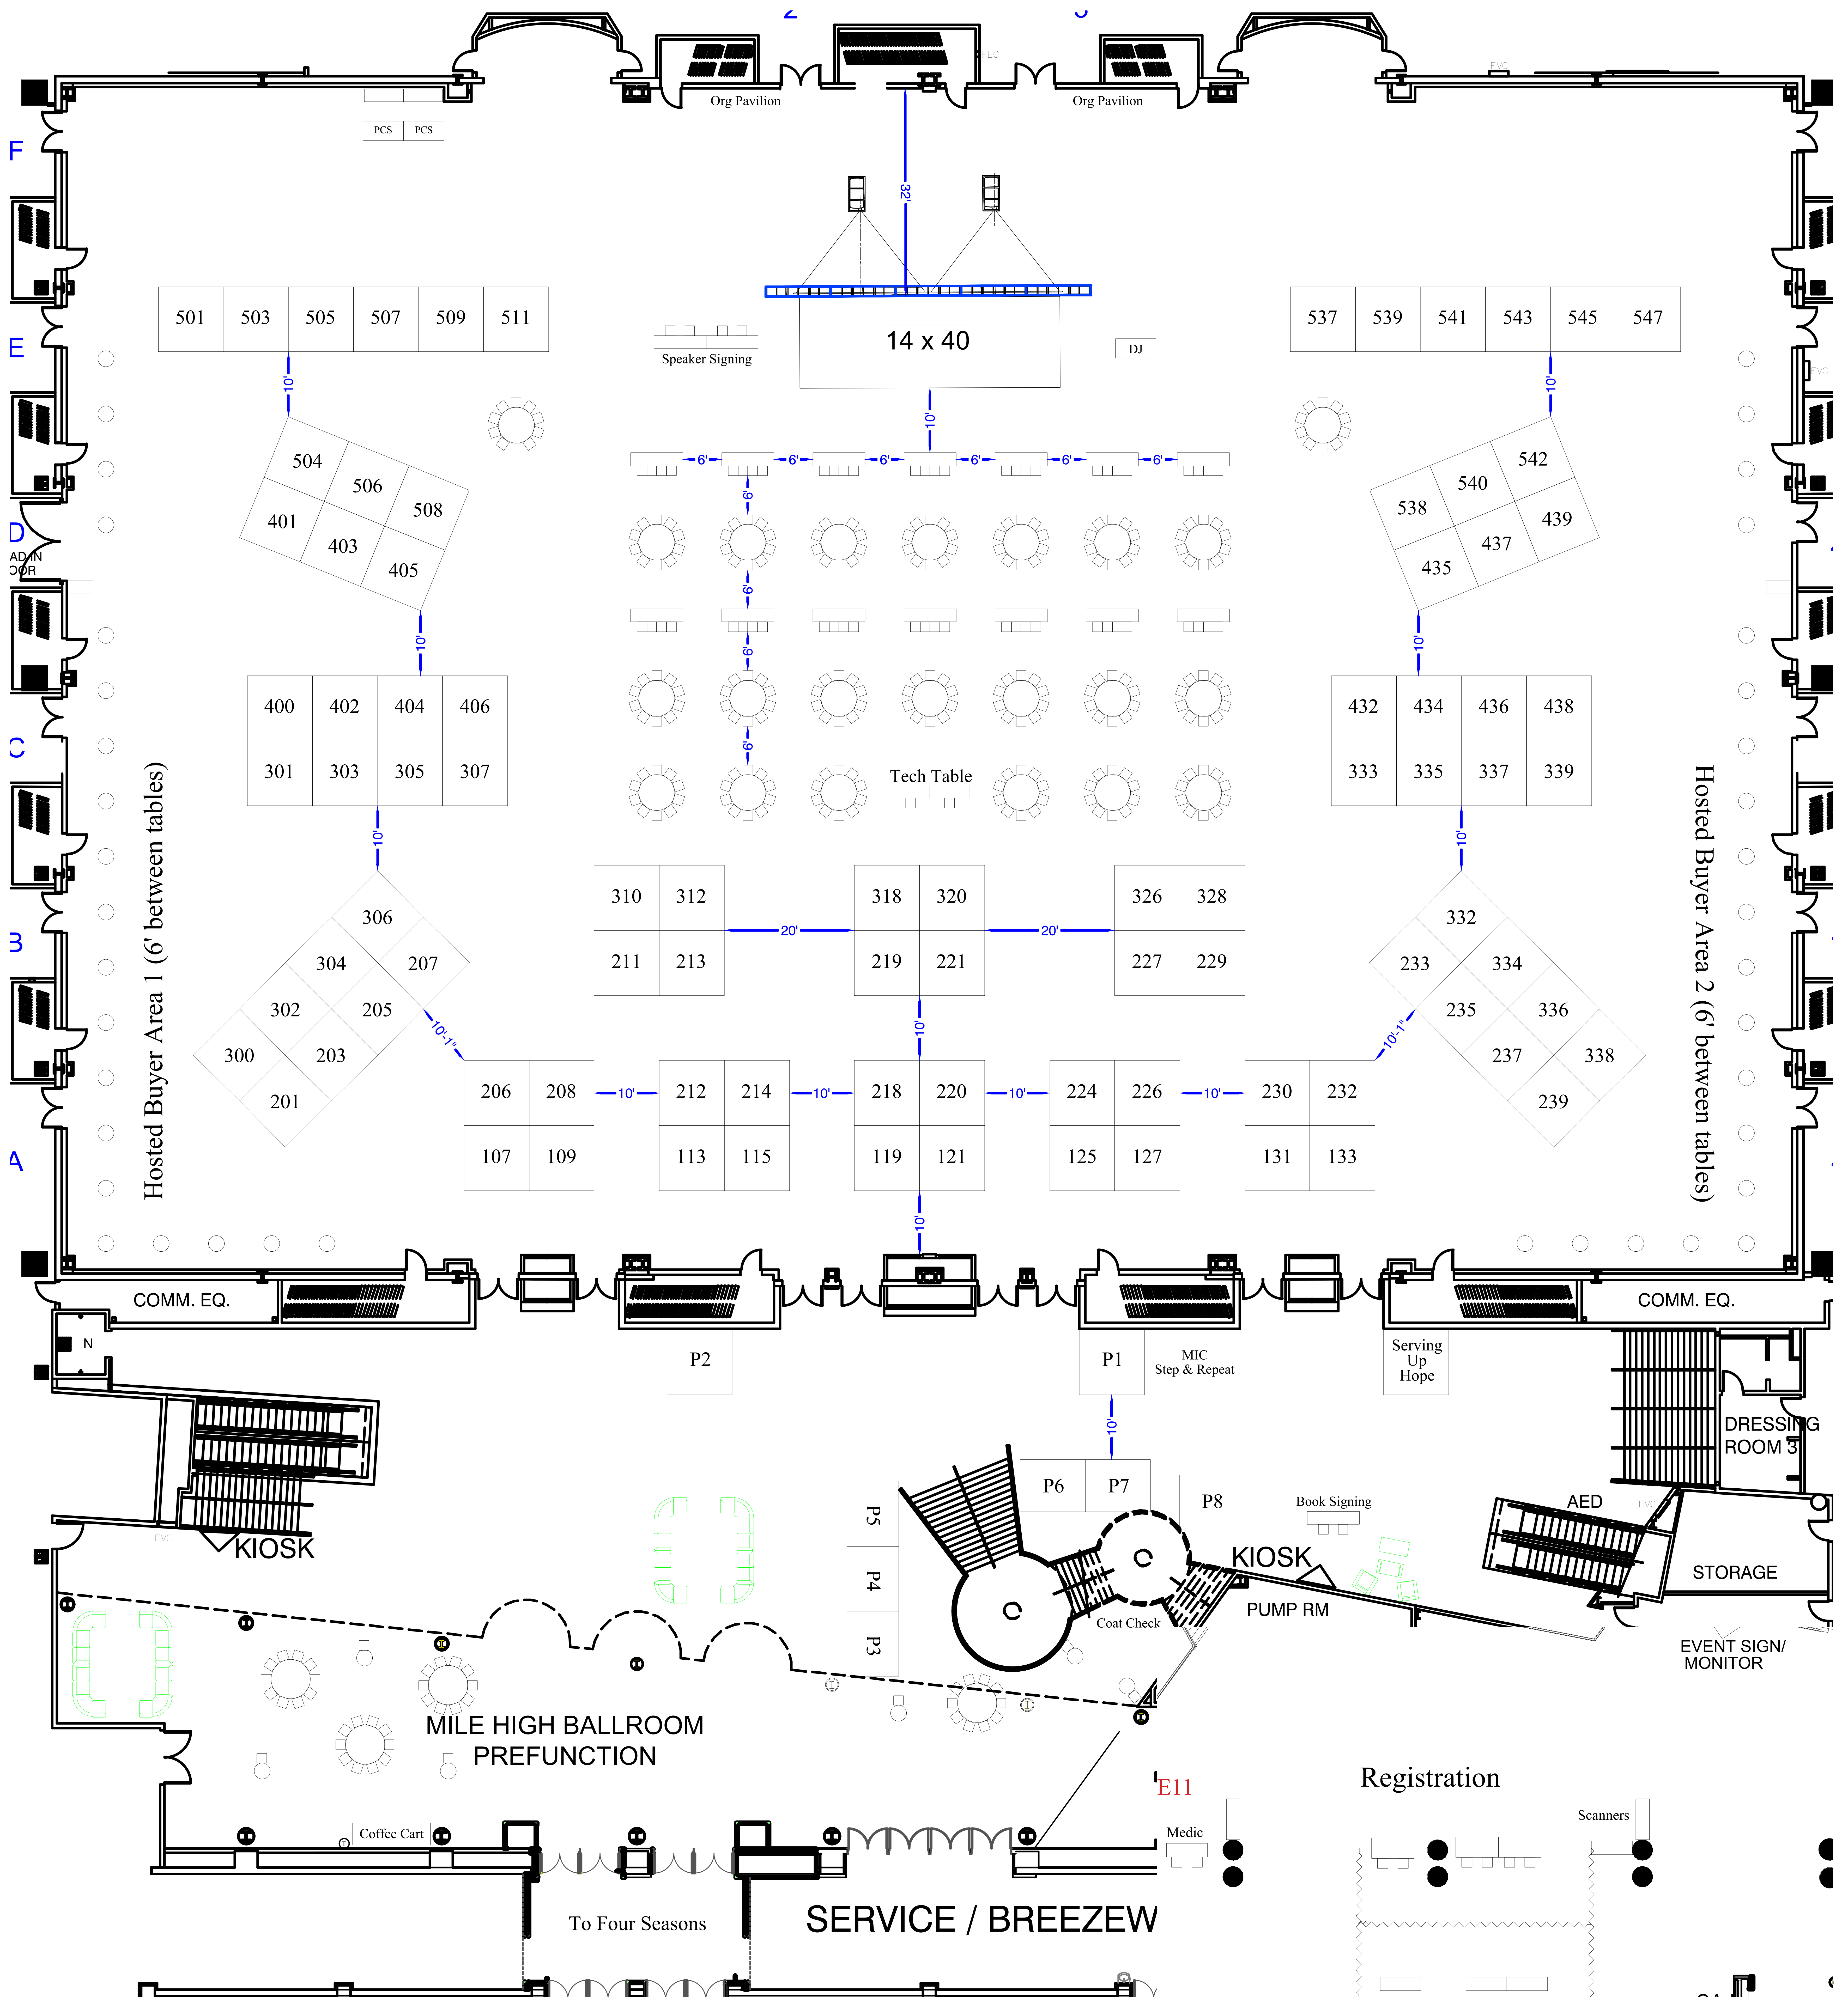 FEC
FVC
Org Pavilion
Org Pavilion
PCS PCS
F
32'
501 503 505 507 509 511
537 539 541 543 545 547
14 x 40
DJ
Speaker Signing
E
FVC
10'
10'
10'
504 506 508
401 403 405
538 540 542
435 437 439
6' 6' 6' 6' 6' 6'
6'
D
6'
10'
10'
6'
400 402 404 406
301 303 305 307
432 434 436 438
333 335 337 339
C
6'
Tech Table
Hosted Buyer Area 1 (6' between tables)
Hosted Buyer Area 2 (6' between tables)
10'
10'
310 312
211 213
20'
318 320
219 221
20'
326 328
227 229
B
306
304 207
302 205
300 203
201
332
233 334
235 336
237 338
239
10'-1"
10'
10'-1"
206 208
107 109
10'
212 214
113 115
10'
218 220
119 121
10'
224 226
125 127
10'
230 232
131 133
A
10'
COMM. EQ.
COMM. EQ.
N
P2
P1
MIC
Step & Repeat
Serving
Up
Hope
10'
DRESSING
ROOM 3
P5
P4
P3
P6 P7
P8
Book Signing
AED
FVC
FVC
KIOSK
KIOSK
STORAGE
PUMP RM
Coat Check
EVENT SIGN/
MONITOR
MILE HIGH BALLROOM
PREFUNCTION
E11
Registration
Scanners
Medic
Coffee Cart
To Four Seasons
SERVICE / BREEZEW